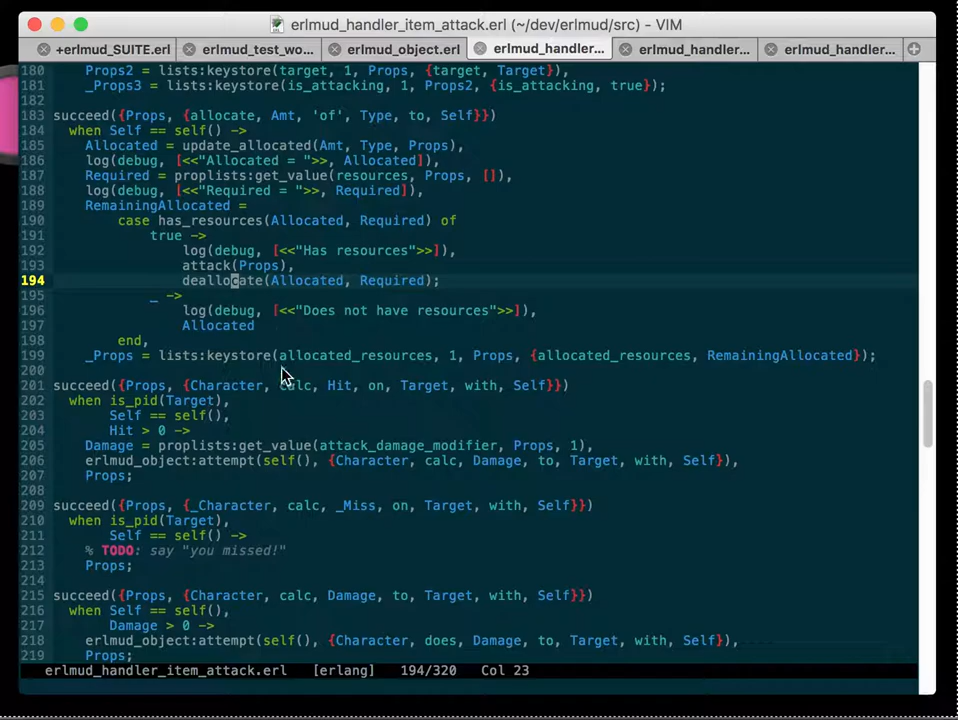 erlmud_handler_item_attack.erl (~/dev/erlmud/src) - VIM
+erlmud_SUITE.erl erlmud_test_wo... erlmud_object.erl erlmud_handler... erlmud_handler... erlmud_handler...
180 Props2 = lists:keystore(target, 1, Props, {target, Target}),
181 _Props3 = lists:keystore(is_attacking, 1, Props2, {is_attacking, true});
182
183 succeed({Props, {allocate, Amt, 'of', Type, to, Self}})
184 when Self == self() ->
185 Allocated = update_allocated(Amt, Type, Props),
186 log(debug, [<<"Allocated = ">>, Allocated]),
187 Required = proplists:get_value(resources, Props, []),
188 log(debug, [<<"Required = ">>, Required]),
189 RemainingAllocated =
190 case has_resources(Allocated, Required) of
191 true ->
192 log(debug, [<<"Has resources">>]),
193 attack(Props),
194 deallocate(Allocated, Required);
195 _ ->
196 log(debug, [<<"Does not have resources">>]),
197 Allocated
198 end,
199 _Props = lists:keystore(allocated_resources, 1, Props, {allocated_resources, RemainingAllocated});
200
201 succeed({Props, {Character, calc, Hit, on, Target, with, Self}})
202 when is_pid(Target),
203 Self == self(),
204 Hit > 0 ->
205 Damage = proplists:get_value(attack_damage_modifier, Props, 1),
206 erlmud_object:attempt(self(), {Character, calc, Damage, to, Target, with, Self}),
207 Props;
208
209 succeed({Props, {_Character, calc, _Miss, on, Target, with, Self}})
210 when is_pid(Target),
211 Self == self() ->
212 % TODO: say "you missed!"
213 Props;
214
215 succeed({Props, {Character, calc, Damage, to, Target, with, Self}})
216 when Self == self(),
217 Damage > 0 ->
218 erlmud_object:attempt(self(), {Character, does, Damage, to, Target, with, Self}),
219 Props;
erlmud_handler_item_attack.erl [erlang] 194/320 Col 23